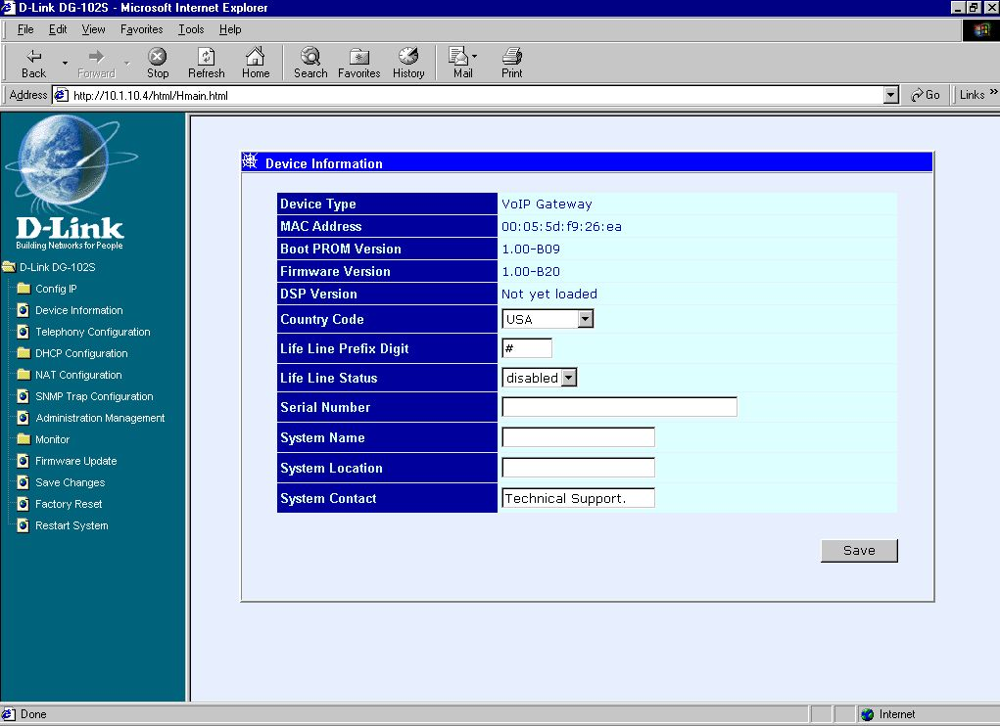 D-Link DG-102S - Microsoft Internet Explorer
File Edit View Favorites Tools Help
Back Forward Stop Refresh Home Search Favorites History Mail Print
Address http://10.1.10.4/html/Hmain.html Go Links »
D-Link
Building Networks for People
D-Link DG-102S
Config IP
Device Information
Telephony Configuration
DHCP Configuration
NAT Configuration
SNMP Trap Configuration
Administration Management
Monitor
Firmware Update
Save Changes
Factory Reset
Restart System
Device Information
Device Type VoIP Gateway
MAC Address 00:05:5d:f9:26:ea
Boot PROM Version 1.00-B09
Firmware Version 1.00-B20
DSP Version Not yet loaded
Country Code USA
Life Line Prefix Digit #
Life Line Status disabled
Serial Number
System Name
System Location
System Contact Technical Support.
Save
Done Internet